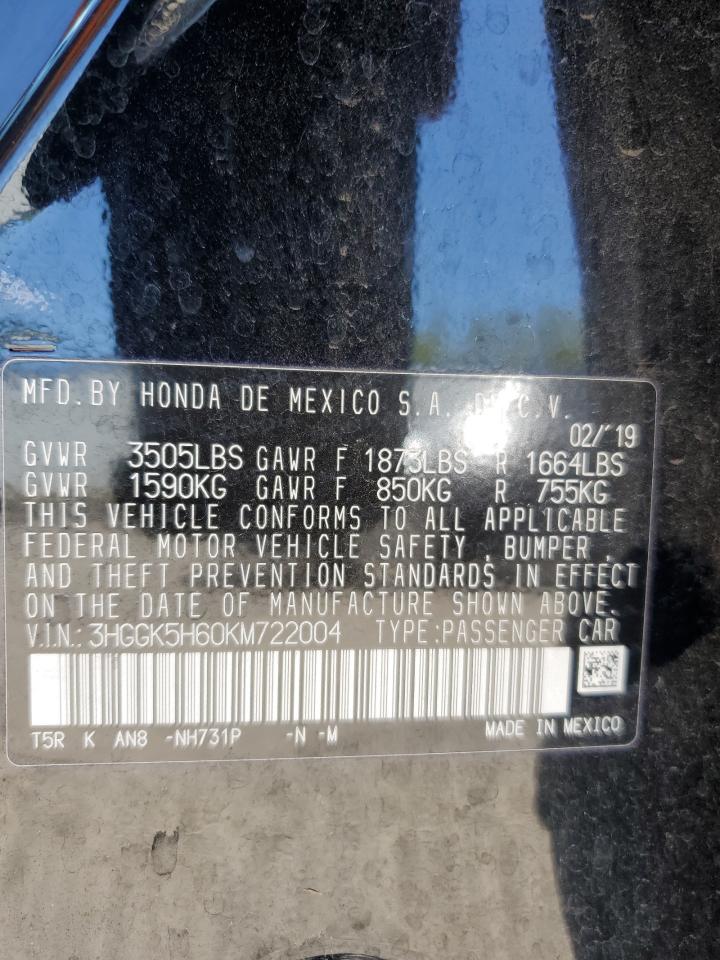 MFD. BY HONDA DE MEXICO S.A. DE C.V.
02/'19
GVWR 3505LBS GAWR F 1873LBS R 1664LBS
GVWR 1590KG GAWR F 850KG R 755KG
THIS VEHICLE CONFORMS TO ALL APPLICABLE
FEDERAL MOTOR VEHICLE SAFETY , BUMPER ,
AND THEFT PREVENTION STANDARDS IN EFFECT
ON THE DATE OF MANUFACTURE SHOWN ABOVE.
V.I.N.: 3HGGK5H60KM722004 TYPE:PASSENGER CAR
T5R K AN8 -NH731P -N -M MADE IN MEXICO